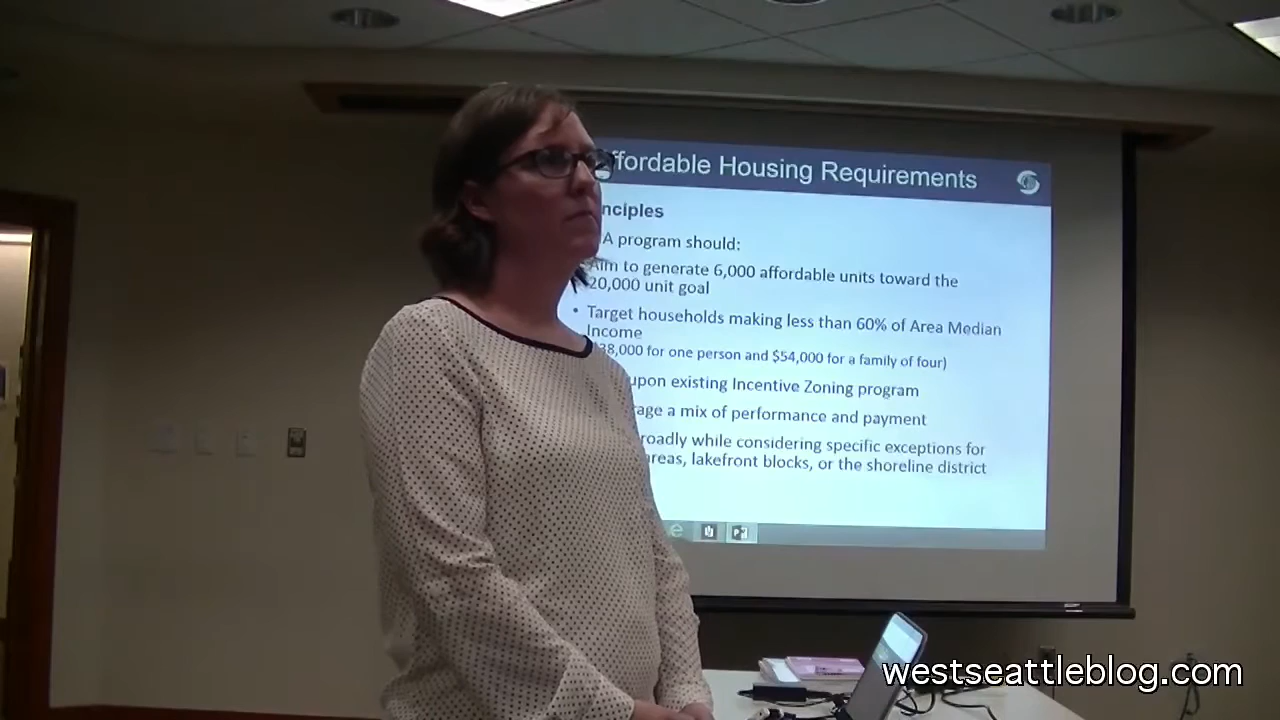 ffordable Housing Requirements
nciples
A program should:
Aim to generate 6,000 affordable units toward the
20,000 unit goal
• Target households making less than 60% of Area Median
Income
38,000 for one person and $54,000 for a family of four)
upon existing Incentive Zoning program
rage a mix of performance and payment
roadly while considering specific exceptions for
reas, lakefront blocks, or the shoreline district
westseattleblog.com